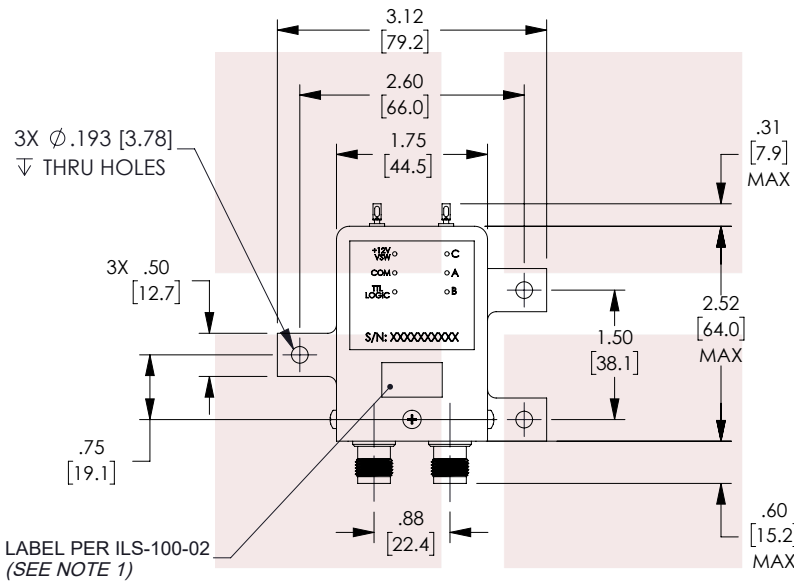 3.12
[79.2]
2.60
[66.0]
1.75
[44.5]
.31
[7.9]
MAX
3X Ø.193 [3.78]
↧ THRU HOLES
+12V
VSW
COM
TTL
LOGIC
C
A
B
3X .50
[12.7]
S/N: XXXXXXXXXX
2.52
[64.0]
MAX
1.50
[38.1]
.75
[19.1]
.88
[22.4]
.60
[15.2]
MAX
LABEL PER ILS-100-02
(SEE NOTE 1)